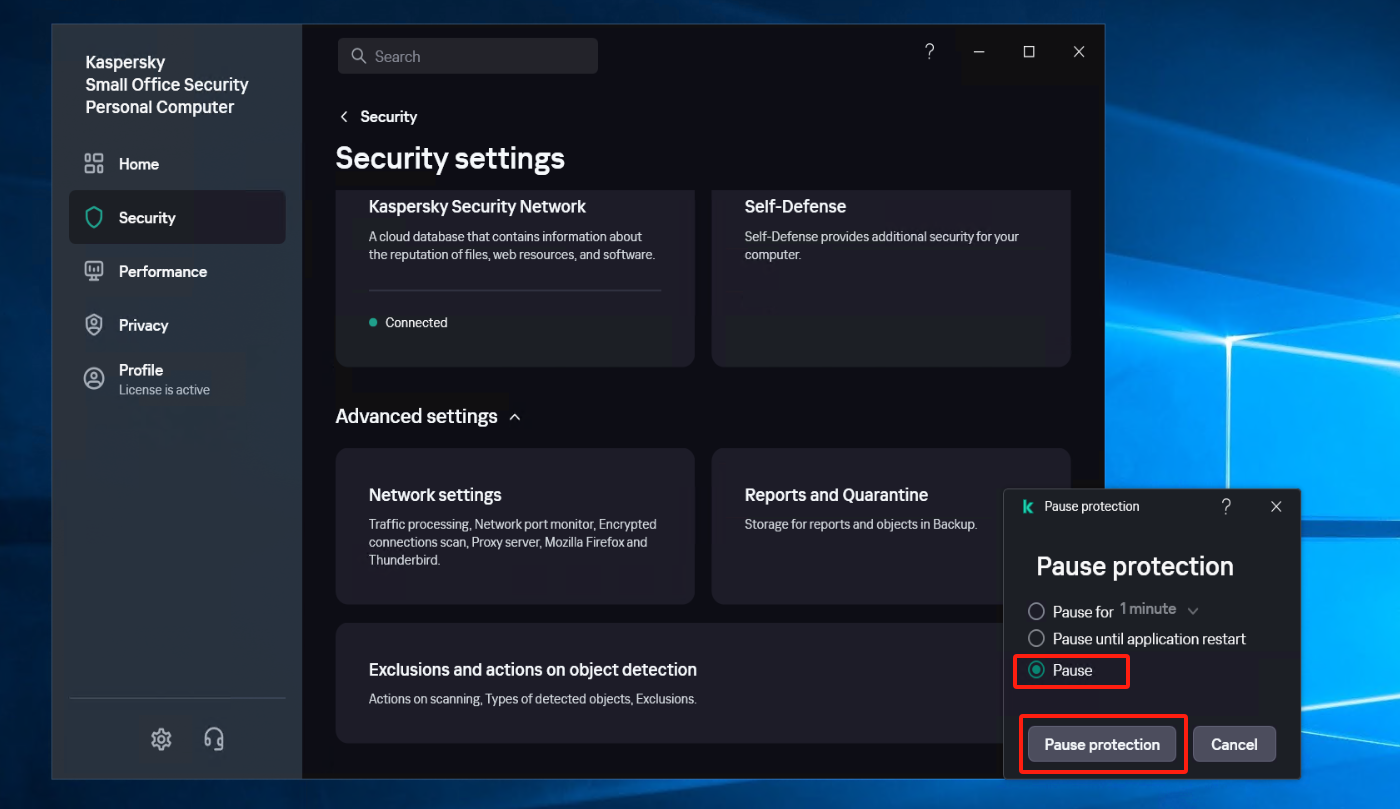 Kaspersky
Small Office Security
Personal Computer
Home
Security
Performance
Privacy
Profile
License is active
Search
?
Security
Security settings
Kaspersky Security Network
A cloud database that contains information about
the reputation of files, web resources, and software.
Connected
Self-Defense
Self-Defense provides additional security for your
computer.
Advanced settings
Network settings
Traffic processing, Network port monitor, Encrypted
connections scan, Proxy server, Mozilla Firefox and
Thunderbird.
Reports and Quarantine
Storage for reports and objects in Backup.
Exclusions and actions on object detection
Actions on scanning, Types of detected objects, Exclusions.
k Pause protection ?
Pause protection
Pause for 1 minute
Pause until application restart
Pause
Pause protection Cancel